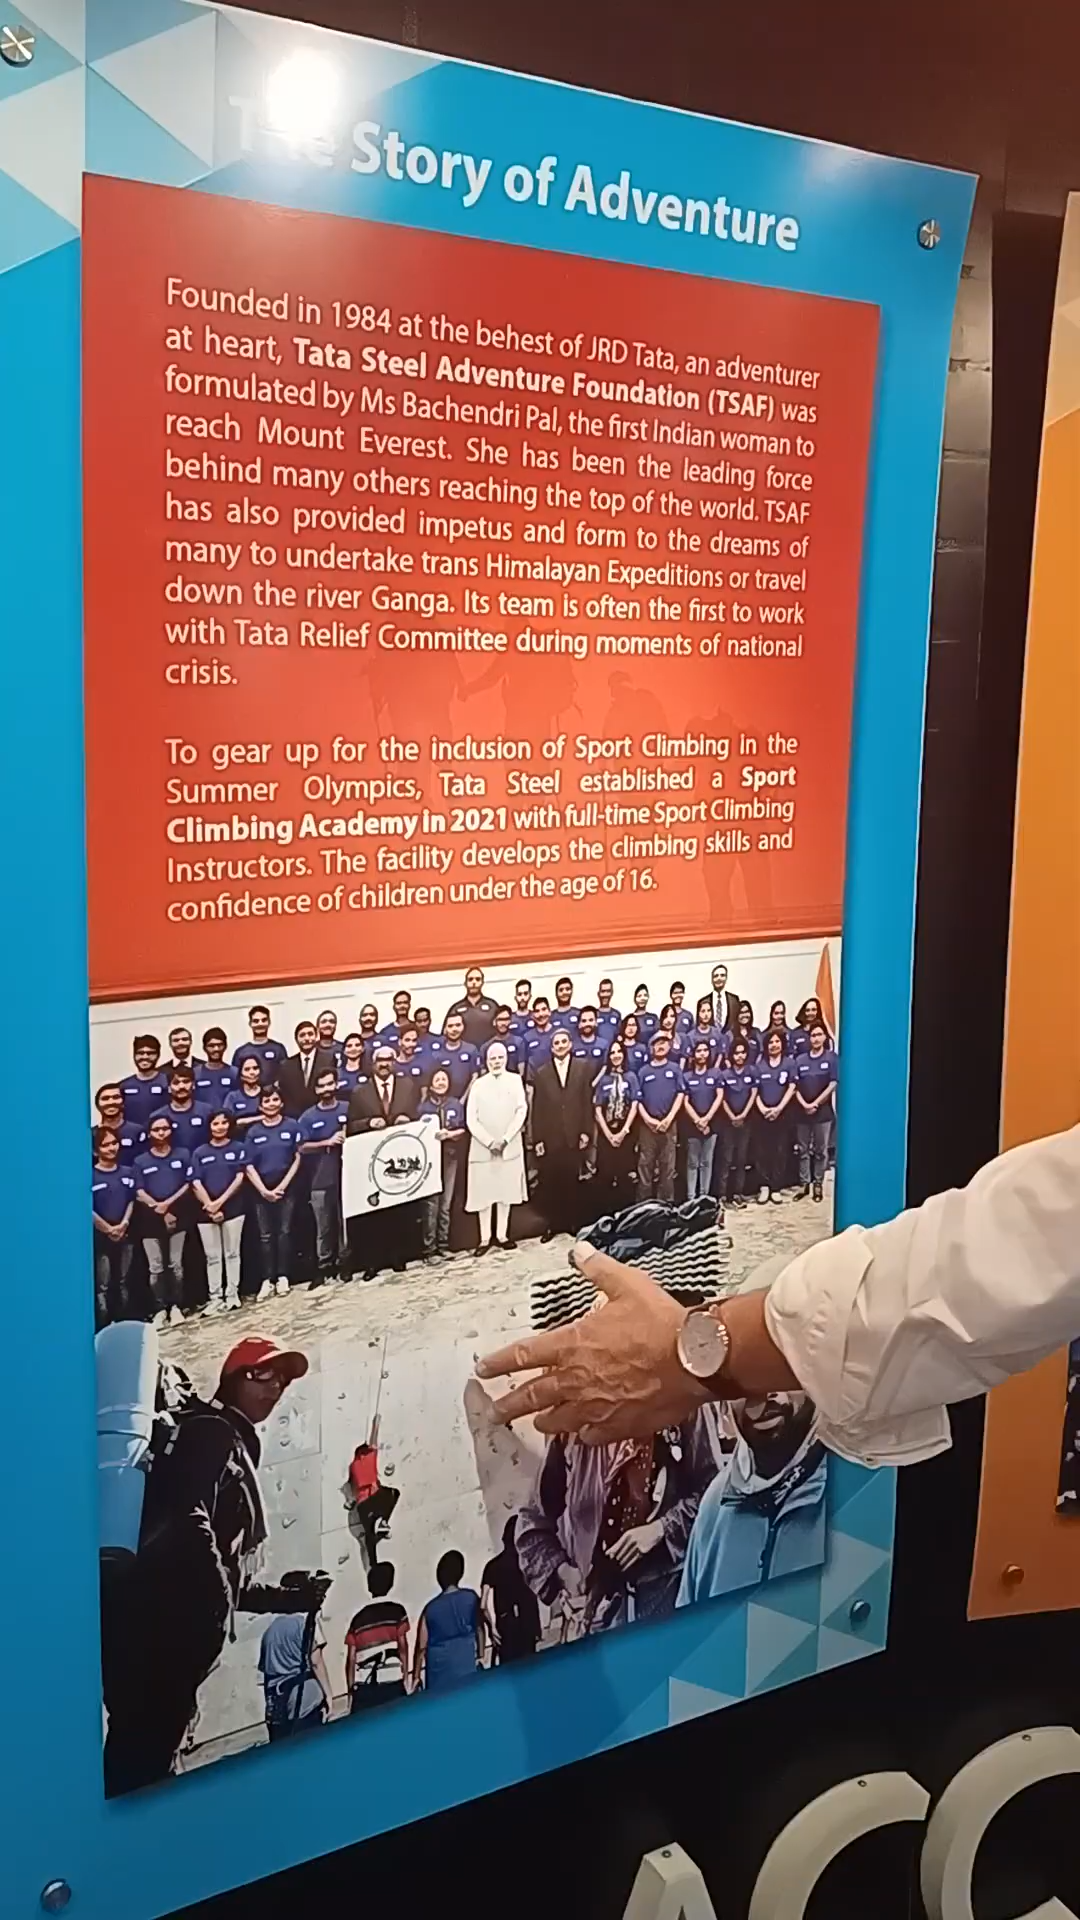 The Story of Adventure
Founded in 1984 at the behest of JRD Tata, an adventurer
at heart, Tata Steel Adventure Foundation (TSAF) was
formulated by Ms Bachendri Pal, the first Indian woman to
reach Mount Everest. She has been the leading force
behind many others reaching the top of the world. TSAF
has also provided impetus and form to the dreams of
many to undertake trans Himalayan Expeditions or travel
down the river Ganga. Its team is often the first to work
with Tata Relief Committee during moments of national
crisis.
To gear up for the inclusion of Sport Climbing in the
Summer Olympics, Tata Steel established a Sport
Climbing Academy in 2021 with full-time Sport Climbing
Instructors. The facility develops the climbing skills and
confidence of children under the age of 16.